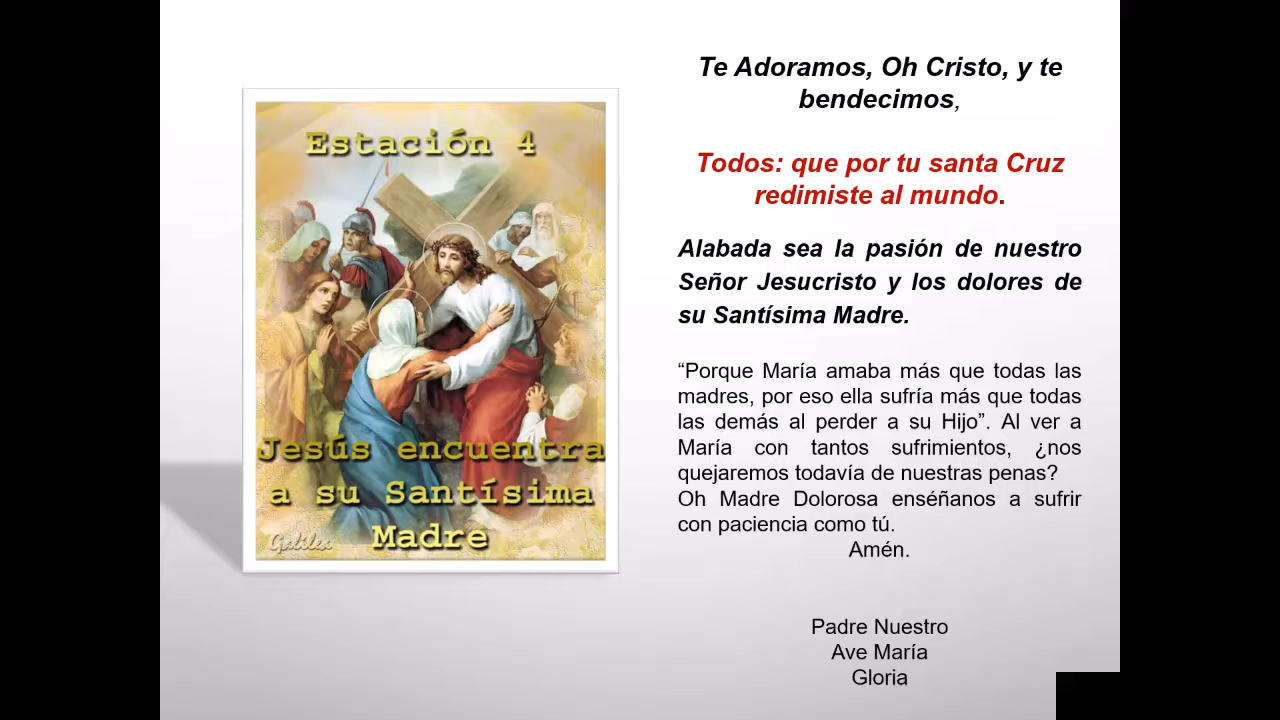 Estación 4
Jesús encuentra
a su Santísima
Madre
Galilea
Te Adoramos, Oh Cristo, y te
bendecimos,
Todos: que por tu santa Cruz
redimiste al mundo.
Alabada sea la pasión de nuestro
Señor Jesucristo y los dolores de
su Santísima Madre.
“Porque María amaba más que todas las
madres, por eso ella sufría más que todas
las demás al perder a su Hijo”. Al ver a
María con tantos sufrimientos, ¿nos
quejaremos todavía de nuestras penas?
Oh Madre Dolorosa enséñanos a sufrir
con paciencia como tú.
Amén.
Padre Nuestro
Ave María
Gloria